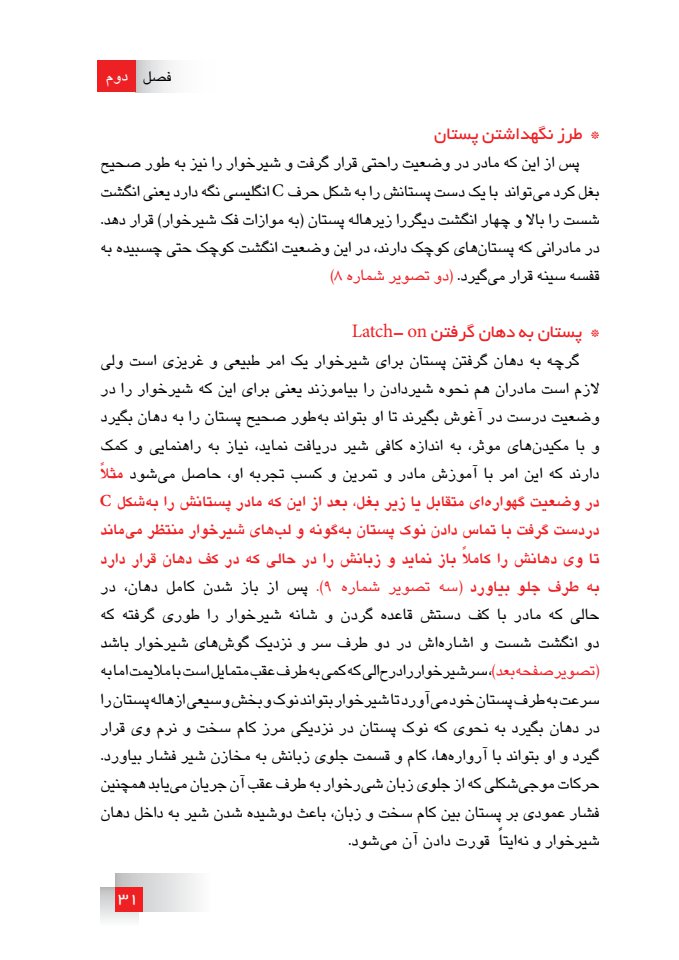 فصل دوم
* طرز نگهداشتن پستان
پس از این که مادر در وضعیت راحتی قرار گرفت و شیرخوار را نیز به طور صحیح
بغل کرد می‌تواند با یک دست پستانش را به شکل حرف C انگلیسی نگه دارد یعنی انگشت
شست را بالا و چهار انگشت دیگررا زیرهاله پستان (به موازات فک شیرخوار) قرار دهد.
در مادرانی که پستان‌های کوچک دارند، در این وضعیت انگشت کوچک حتی چسبیده به
قفسه سینه قرار می‌گیرد. (دو تصویر شماره ۸)
* پستان به دهان گرفتن Latch– on
گرچه به دهان گرفتن پستان برای شیرخوار یک امر طبیعی و غریزی است ولی
لازم است مادران هم نحوه شیردادن را بیاموزند یعنی برای این که شیرخوار را در
وضعیت درست در آغوش بگیرند تا او بتواند به‌طور صحیح پستان را به دهان بگیرد
و با مکیدن‌های موثر، به اندازه کافی شیر دریافت نماید، نیاز به راهنمایی و کمک
دارند که این امر با آموزش مادر و تمرین و کسب تجربه او، حاصل می‌شود مثلاً
در وضعیت گهواره‌ای متقابل یا زیر بغل، بعد از این که مادر پستانش را به‌شکل C
دردست گرفت با تماس دادن نوک پستان به‌گونه و لب‌های شیرخوار منتظر می‌ماند
تا وی دهانش را کاملاً باز نماید و زبانش را در حالی که در کف دهان قرار دارد
به طرف جلو بیاورد (سه تصویر شماره ۹). پس از باز شدن کامل دهان، در
حالی که مادر با کف دستش قاعده گردن و شانه شیرخوار را طوری گرفته که
دو انگشت شست و اشاره‌اش در دو طرف سر و نزدیک گوش‌های شیرخوار باشد
(تصویرصفحه‌بعد)، سر شیرخوار را درحالی که کمی به طرف عقب متمایل است با ملایمت اما به
سرعت به طرف پستان خود می‌آورد تا شیرخوار بتواند نوک و بخش وسیعی از هاله پستان را
در دهان بگیرد به نحوی که نوک پستان در نزدیکی مرز کام سخت و نرم وی قرار
گیرد و او بتواند با آرواره‌ها، کام و قسمت جلوی زبانش به مخازن شیر فشار بیاورد.
حرکات موجی‌شکلی که از جلوی زبان شی‌رخوار به طرف عقب آن جریان می‌یابد همچنین
فشار عمودی بر پستان بین کام سخت و زبان، باعث دوشیده شدن شیر به داخل دهان
شیرخوار و نه‌ایتاً قورت دادن آن می‌شود.
۳۱